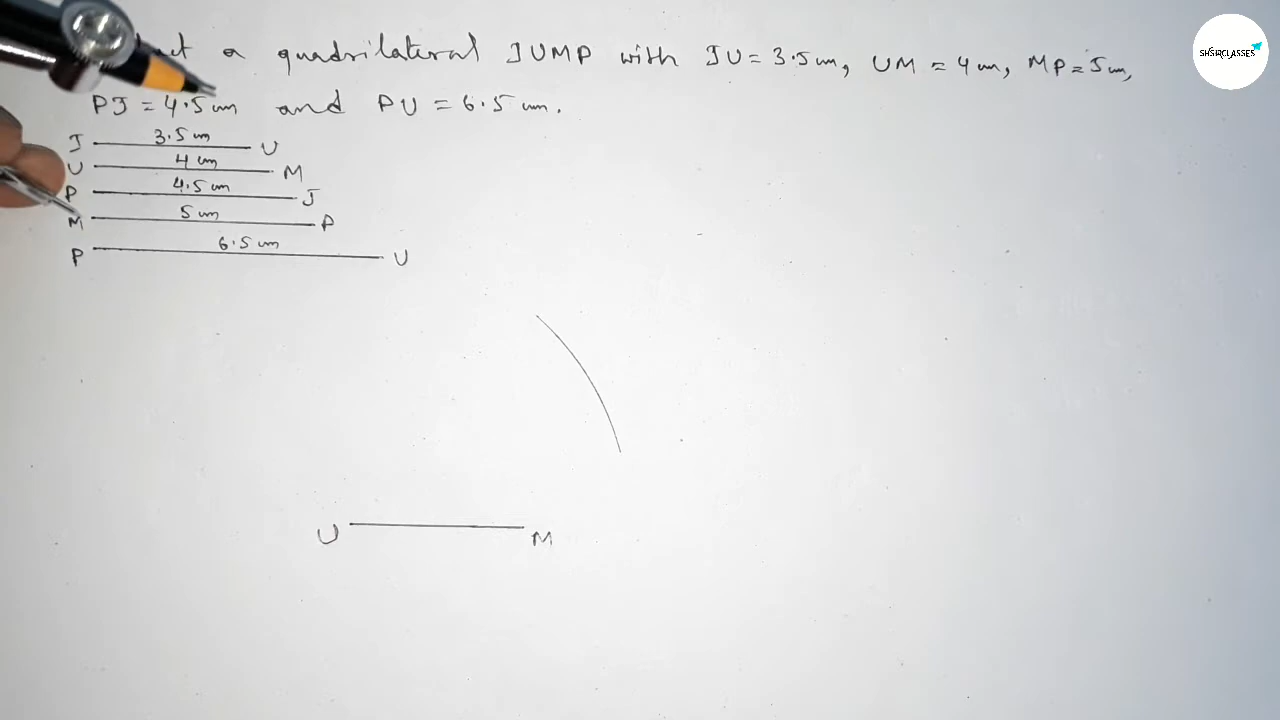 a quadrilateral JUMP with JU = 3.5 cm, UM = 4 cm, MP = 5 cm,
PJ = 4.5 cm and PU = 6.5 cm.
J 3.5 cm U
U 4 cm M
P 4.5 cm J
M 5 cm P
P 6.5 cm U
U M
SHSIRCLASSES